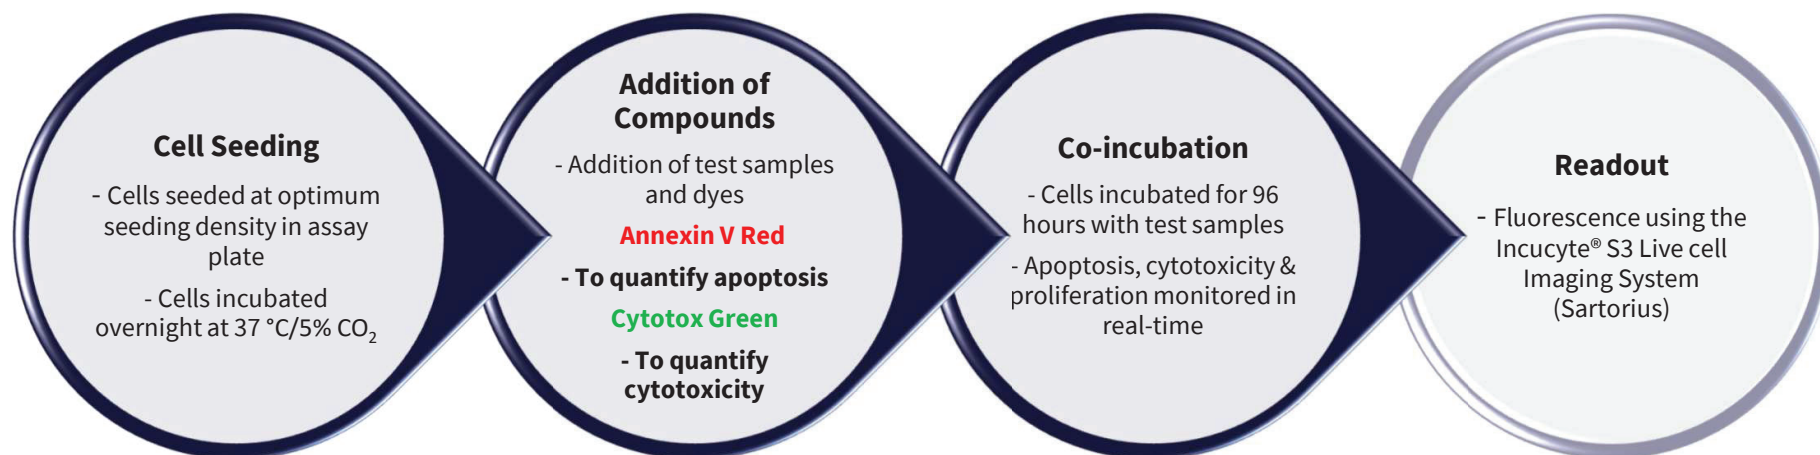 Cell Seeding
- Cells seeded at optimum
seeding density in assay
plate
- Cells incubated
overnight at 37 °C/5% CO₂
Addition of
Compounds
- Addition of test samples
and dyes
Annexin V Red
- To quantify apoptosis
Cytotox Green
- To quantify
cytotoxicity
Co-incubation
- Cells incubated for 96
hours with test samples
- Apoptosis, cytotoxicity &
proliferation monitored in
real-time
Readout
- Fluorescence using the
Incucyte® S3 Live cell
Imaging System
(Sartorius)